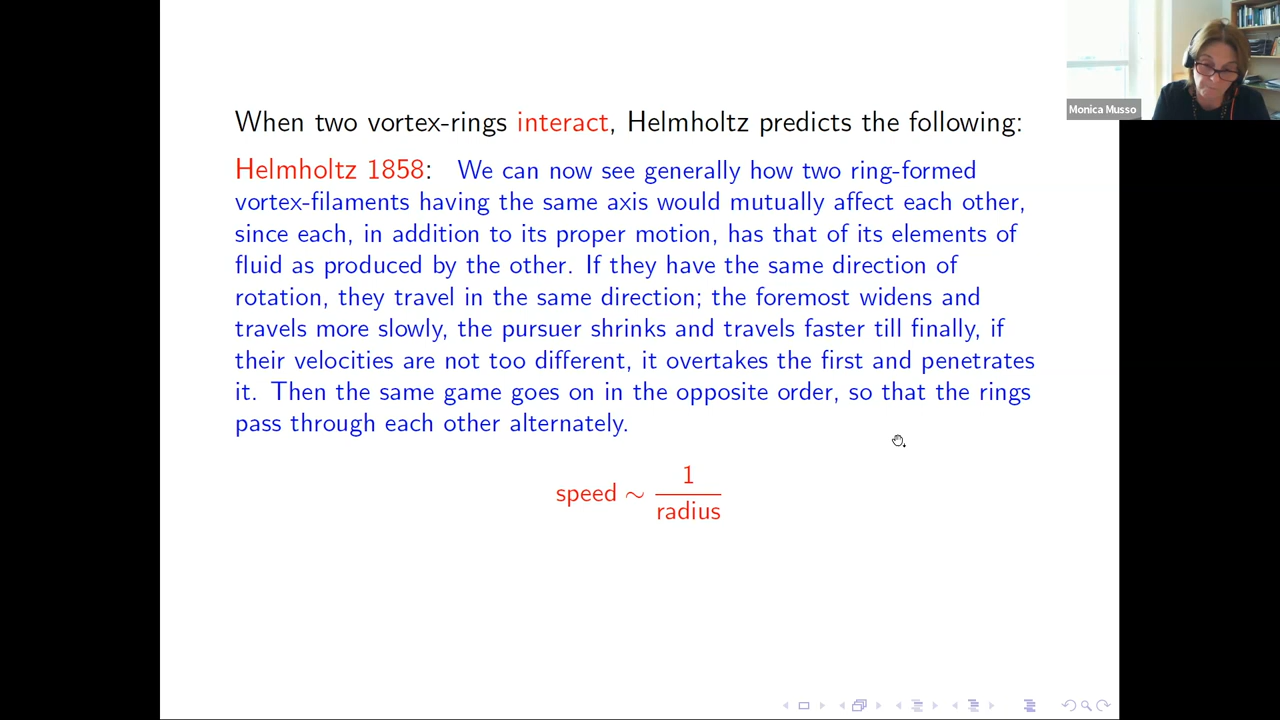 When two vortex-rings interact, Helmholtz predicts the following:
Helmholtz 1858: We can now see generally how two ring-formed
vortex-filaments having the same axis would mutually affect each other,
since each, in addition to its proper motion, has that of its elements of
fluid as produced by the other. If they have the same direction of
rotation, they travel in the same direction; the foremost widens and
travels more slowly, the pursuer shrinks and travels faster till finally, if
their velocities are not too different, it overtakes the first and penetrates
it. Then the same game goes on in the opposite order, so that the rings
pass through each other alternately.
speed ∼ 1
radius
Monica Musso